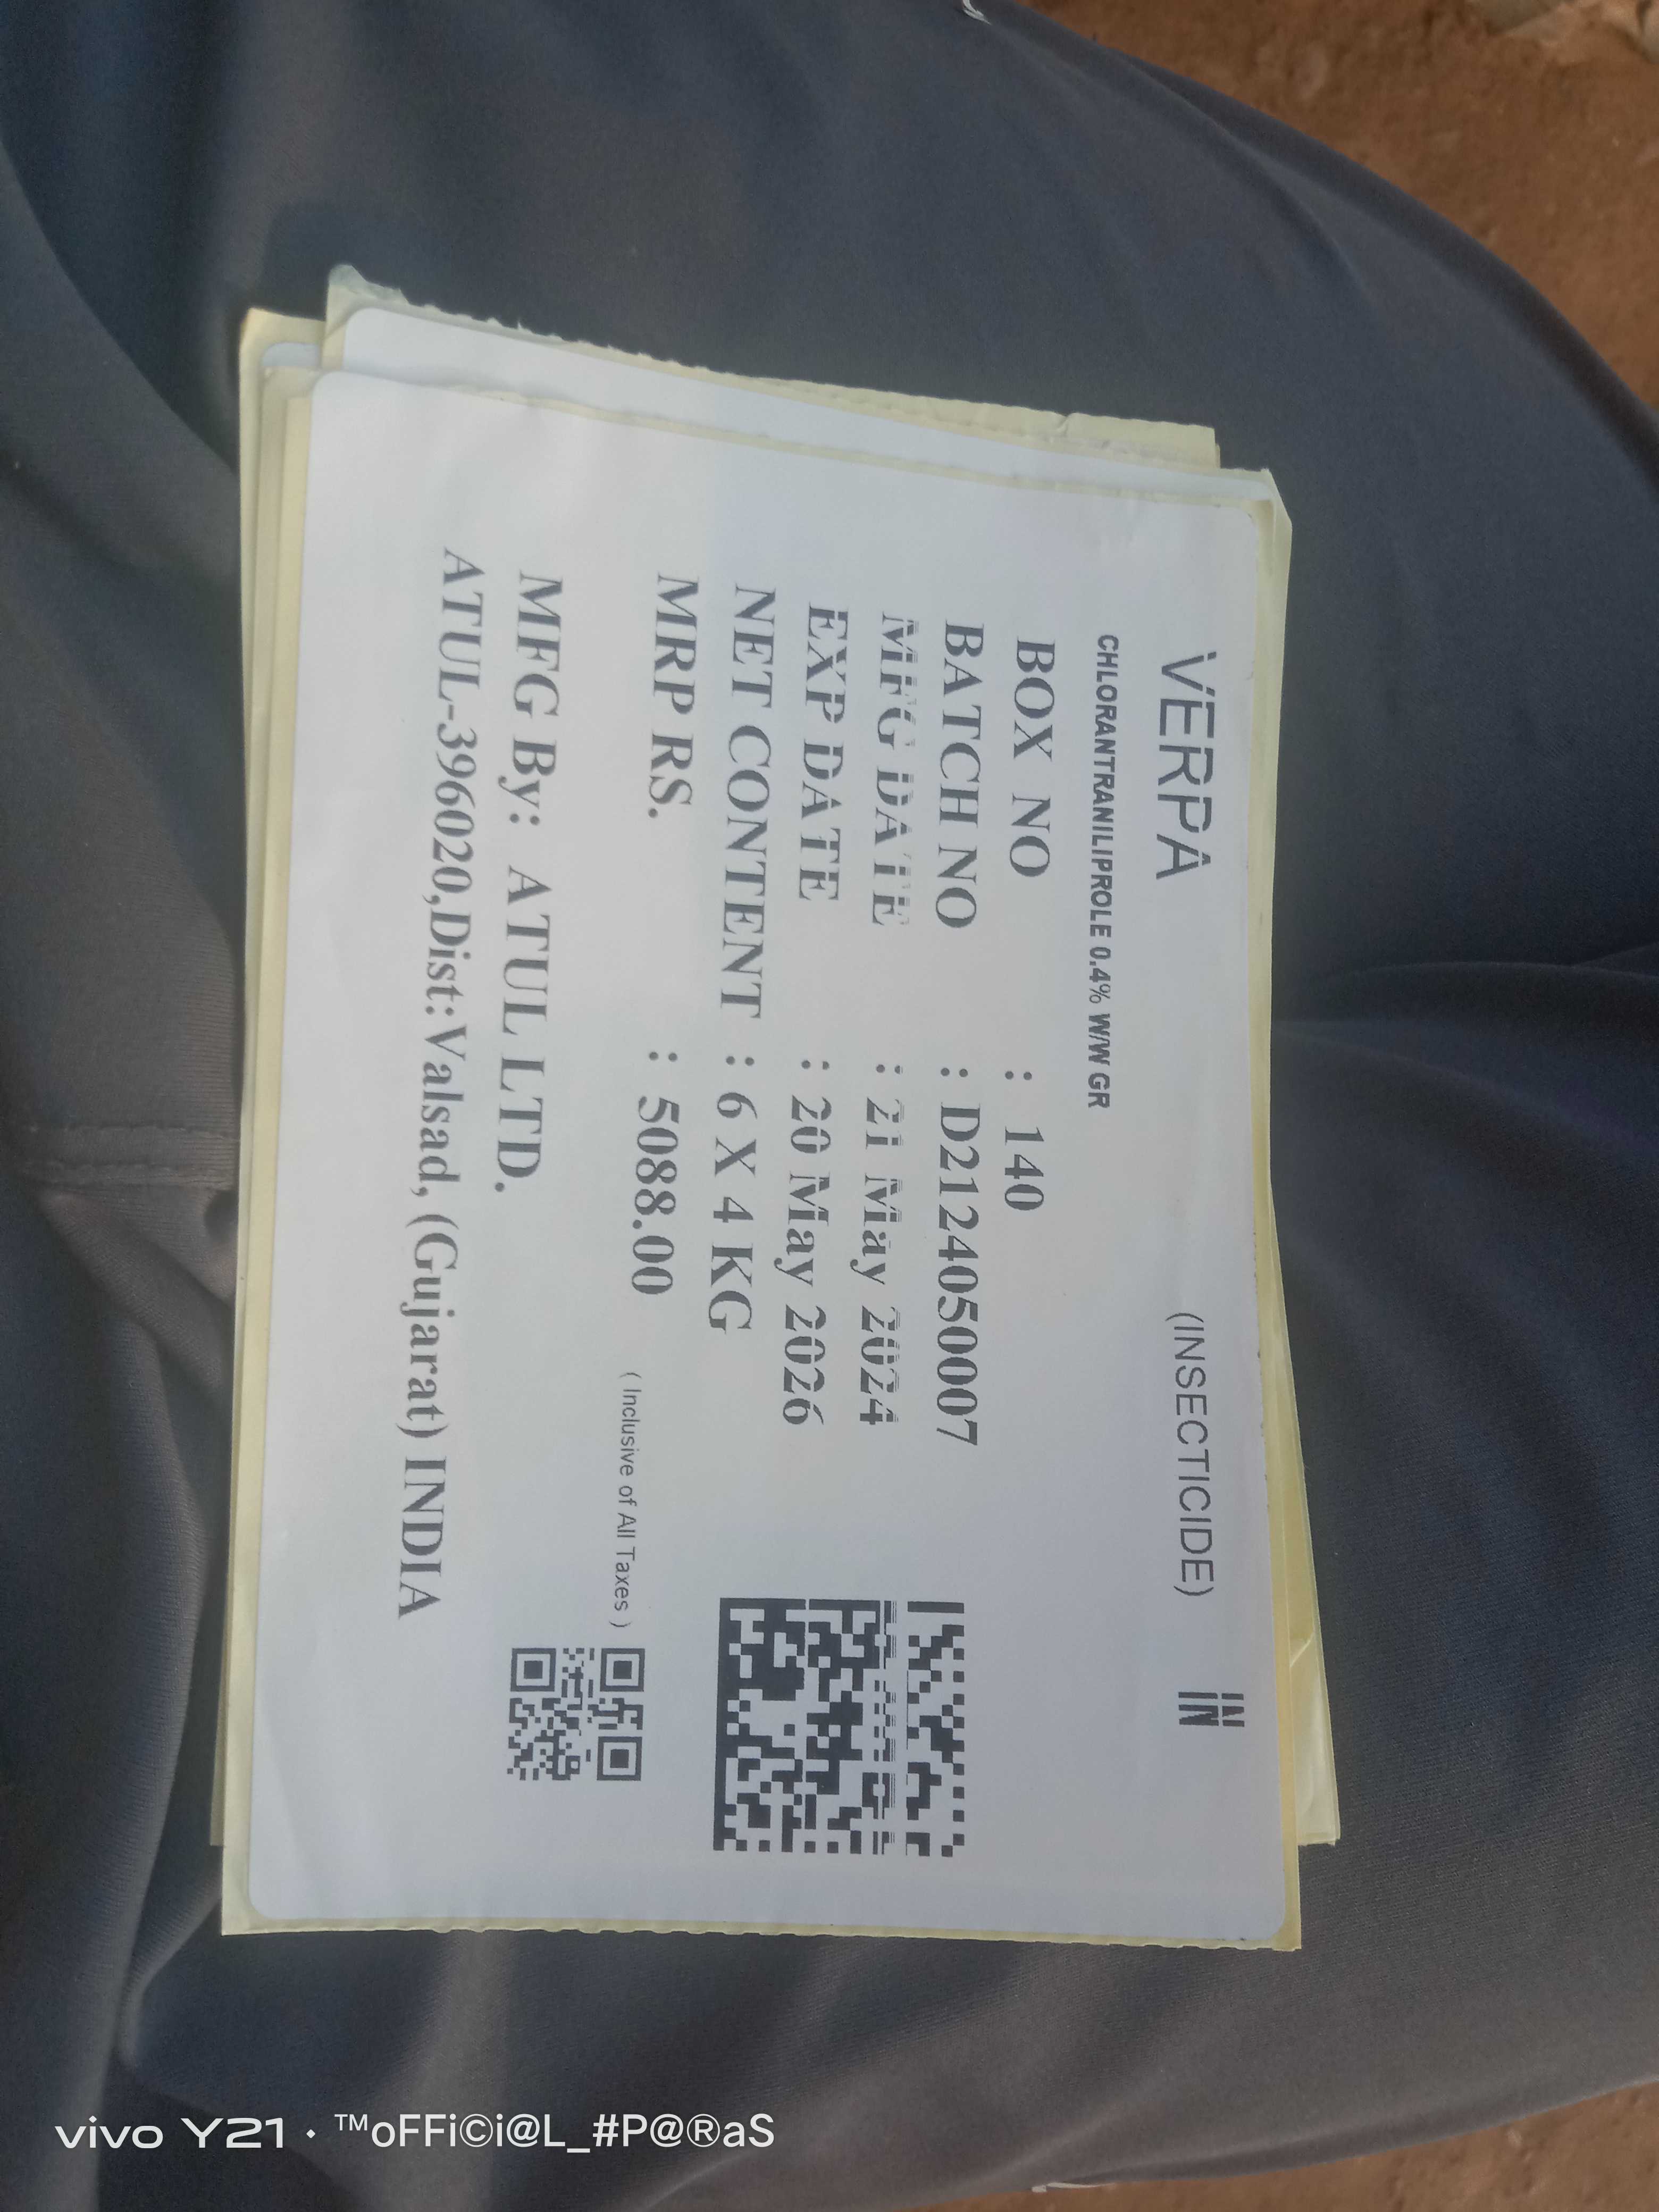 VERPA (INSECTICIDE) IN
CHLORANTRANILIPROLE 0.4% W/W GR
BOX NO : 140
BATCH NO : D2124050007
MFG DATE : 21 May 2024
EXP DATE : 20 May 2026
NET CONTENT : 6 X 4 KG
MRP RS. : 5088.00
( Inclusive of All Taxes )
MFG By: ATUL LTD.
ATUL-396020,Dist:Valsad, (Gujarat) INDIA
vivo Y21 · ™oFFi©i@L_#P@®aS